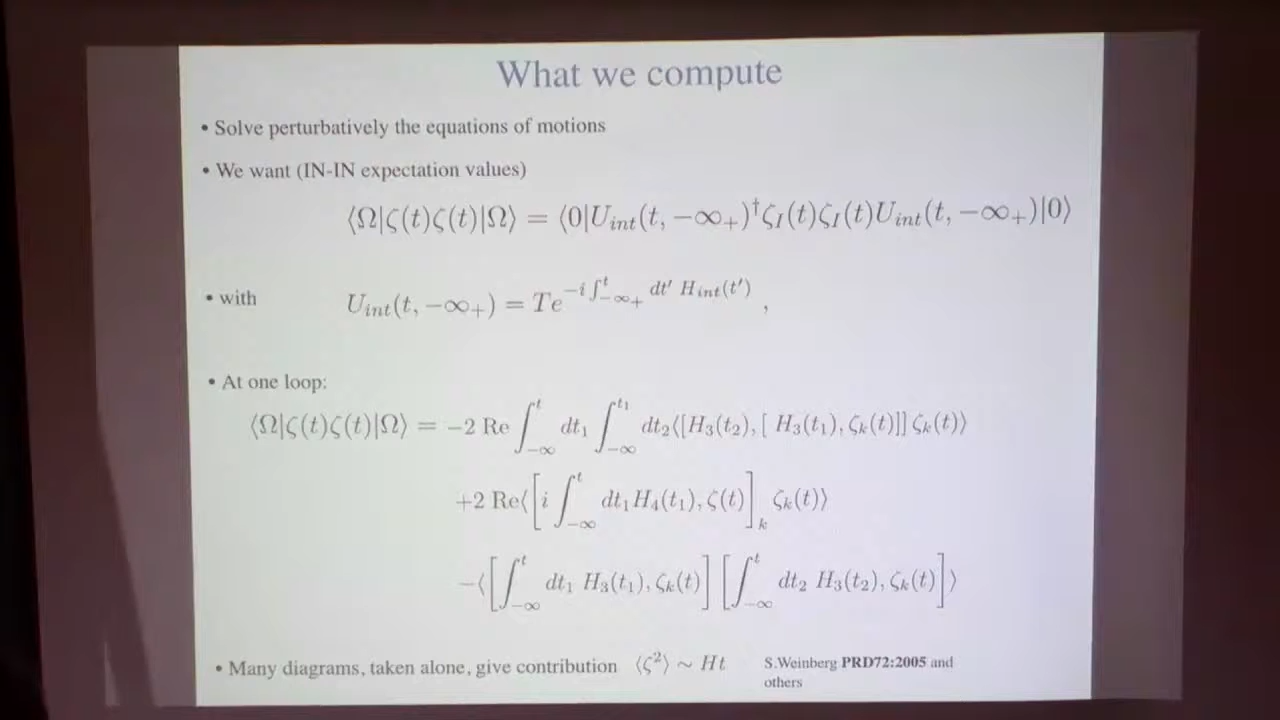 What we compute
• Solve perturbatively the equations of motions
• We want (IN-IN expectation values)
⟨Ω|ζ(t)ζ(t)|Ω⟩ = ⟨0|U_{int}(t, −∞_+)^† ζ_I(t)ζ_I(t)U_{int}(t, −∞_+)|0⟩
• with U_{int}(t, −∞_+) = Te^{−i ∫_{−∞_+}^{t} dt′ H_{int}(t′)} ,
• At one loop:
⟨Ω|ζ(t)ζ(t)|Ω⟩ = −2 Re ∫_{−∞}^{t} dt_1 ∫_{−∞}^{t_1} dt_2⟨[H_3(t_2), [ H_3(t_1), ζ_k(t)]] ζ_k(t)⟩
+2 Re⟨[i ∫_{−∞}^{t} dt_1 H_4(t_1), ζ(t)]_k ζ_k(t)⟩
−⟨[∫_{−∞}^{t} dt_1 H_3(t_1), ζ_k(t)] [∫_{−∞}^{t} dt_2 H_3(t_2), ζ_k(t)]⟩
• Many diagrams, taken alone, give contribution ⟨ζ^2⟩ ∼ Ht
S.Weinberg PRD72:2005 and
others